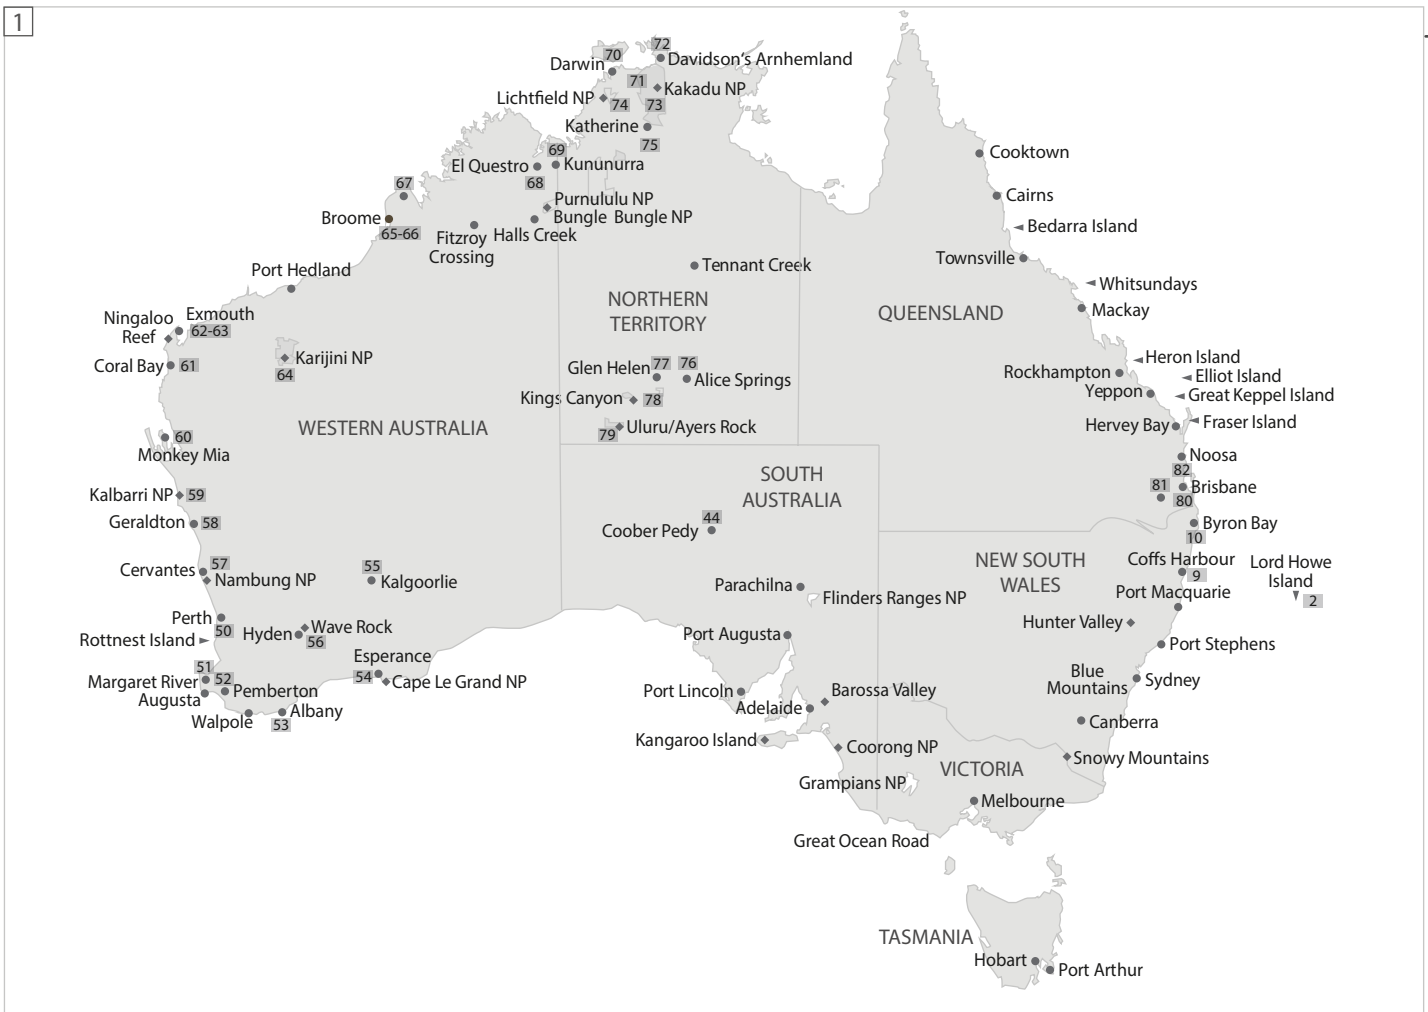 1
72
70
Davidson's Arnhemland
Darwin
71
Kakadu NP
Lichtfield NP
74
73
Katherine
75
Cooktown
69
El Questro
Kununurra
68
67
Purnululu NP
Cairns
Broome
Bungle Bungle NP
65-66
Fitzroy
Crossing
Halls Creek
Bedarra Island
Townsville
Tennant Creek
Port Hedland
Whitsundays
NORTHERN
TERRITORY
QUEENSLAND
Mackay
Ningaloo
Reef
Exmouth
62-63
Heron Island
Coral Bay
61
Karijini NP
64
Glen Helen
77
76
Alice Springs
Rockhampton
Elliot Island
Yeppon
Great Keppel Island
Kings Canyon
78
WESTERN AUSTRALIA
79
Uluru/Ayers Rock
Hervey Bay
Fraser Island
60
Monkey Mia
Noosa
82
SOUTH
AUSTRALIA
81
Brisbane
80
Kalbarri NP
59
Geraldton
58
44
Coober Pedy
Byron Bay
10
Cervantes
57
Nambung NP
55
Kalgoorlie
NEW SOUTH
WALES
Coffs Harbour
9
Lord Howe
Island
2
Parachilna
Flinders Ranges NP
Port Macquarie
Perth
50
Hyden
Wave Rock
56
Hunter Valley
Rottnest Island
Port Augusta
Port Stephens
Esperance
54
Cape Le Grand NP
51
Margaret River
52
Pemberton
Augusta
Blue
Mountains
Sydney
Port Lincoln
Barossa Valley
Adelaide
Walpole
Albany
53
Canberra
Kangaroo Island
Coorong NP
Snowy Mountains
VICTORIA
Grampians NP
Melbourne
Great Ocean Road
TASMANIA
Hobart
Port Arthur